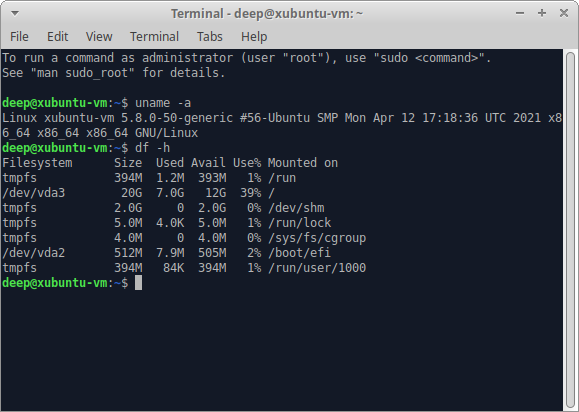 Terminal - deep@xubuntu-vm: ~
File Edit View Terminal Tabs Help
To run a command as administrator (user "root"), use "sudo <command>".
See "man sudo_root" for details.
deep@xubuntu-vm:~$ uname -a
Linux xubuntu-vm 5.8.0-50-generic #56-Ubuntu SMP Mon Apr 12 17:18:36 UTC 2021 x8
6_64 x86_64 x86_64 GNU/Linux
deep@xubuntu-vm:~$ df -h
Filesystem      Size  Used Avail Use% Mounted on
tmpfs           394M  1.2M  393M   1% /run
/dev/vda3        20G  7.0G   12G  39% /
tmpfs           2.0G     0  2.0G   0% /dev/shm
tmpfs           5.0M  4.0K  5.0M   1% /run/lock
tmpfs           4.0M     0  4.0M   0% /sys/fs/cgroup
/dev/vda2       512M  7.9M  505M   2% /boot/efi
tmpfs           394M   84K  394M   1% /run/user/1000
deep@xubuntu-vm:~$